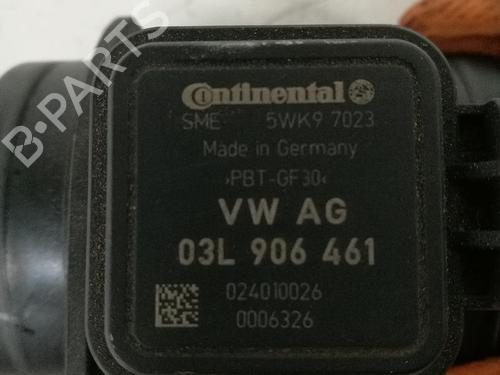 B-PARTS
Continental
SME 5WK9 7023
Made in Germany
>PBT-GF30<
VW AG
03L 906 461
024010026
0006326